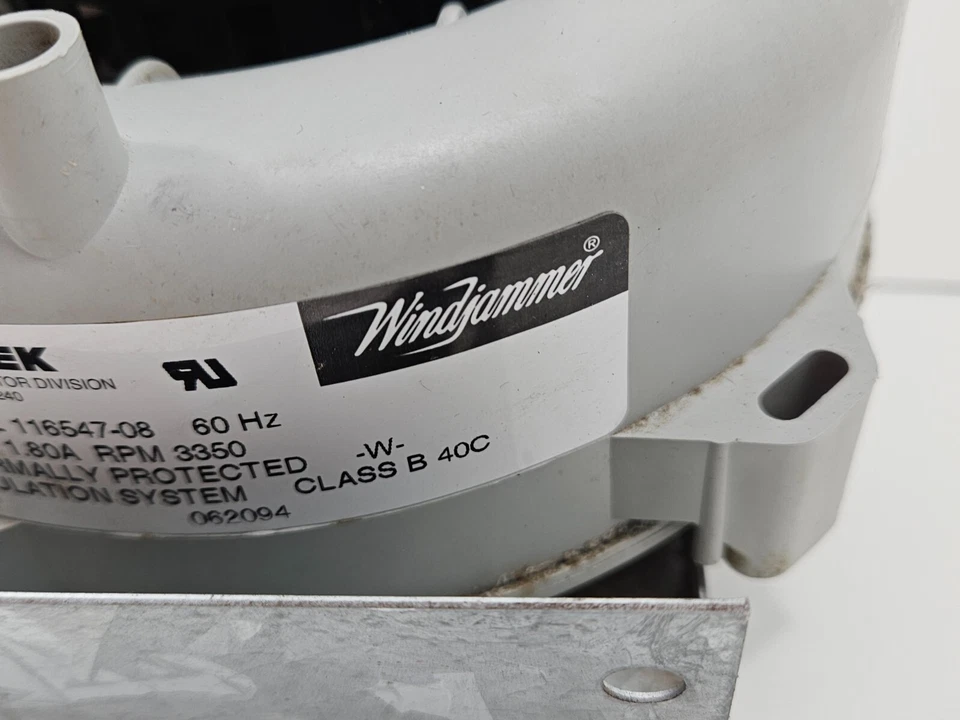 Windjammer®
EK
TOR DIVISION
240
116547-08 60 Hz
1.80A RPM 3350
RMALLY PROTECTED -W-
ULATION SYSTEM CLASS B 40C
062094